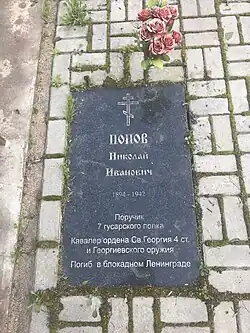 ПОПОВ
Николай
Иванович
1894 - 1942
Поручик
7 гусарского полка
Кавалер ордена Св Георгия 4 ст.
и Георгиевского оружия
Погиб в блокадном Ленинграде